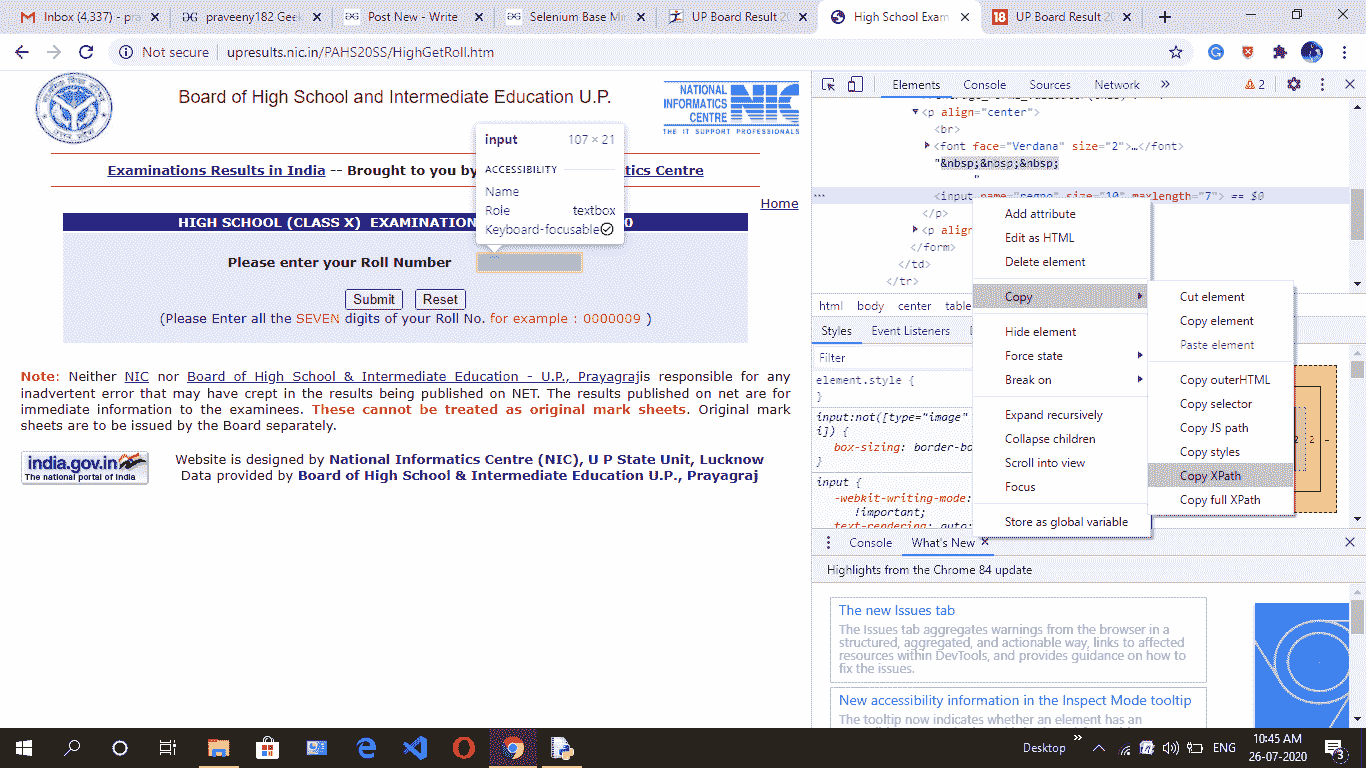 Inbox (4,337) - pra
praveeny182 Geek
Post New - Write
Selenium Base Min
UP Board Result 20
High School Exam
UP Board Result 20
Not secure | upresults.nic.in/PAHS20SS/HighGetRoll.htm
Board of High School and Intermediate Education U.P.
NATIONAL
INFORMATICS
CENTRE
NIC
THE IT SUPPORT PROFESSIONALS
Examinations Results in India -- Brought to you by
tics Centre
Home
HIGH SCHOOL (CLASS X) EXAMINATION
0
input 107 × 21
ACCESSIBILITY
Name
Role textbox
Keyboard-focusable
Please enter your Roll Number
Submit Reset
(Please Enter all the SEVEN digits of your Roll No. for example : 0000009 )
Note: Neither NIC nor Board of High School & Intermediate Education - U.P., Prayagrajis responsible for any
inadvertent error that may have crept in the results being published on NET. The results published on net are for
immediate information to the examinees. These cannot be treated as original mark sheets. Original mark
sheets are to be issued by the Board separately.
india.gov.in
The national portal of India
Website is designed by National Informatics Centre (NIC), U P State Unit, Lucknow
Data provided by Board of High School & Intermediate Education U.P., Prayagraj
Elements Console Sources Network » 2
<p align="center">
<br>
<font face="Verdana" size="2">…</font>
"&nbsp;&nbsp;&nbsp;
"
<input name="regno" size="10" maxlength="7"> == $0
</p>
<p align
</form>
</td>
</tr>
html body center table
Styles Event Listeners
Filter
element.style {
}
input:not([type="image"
i]) {
box-sizing: border-bo
}
input {
-webkit-writing-mode:
!important;
text-rendering: auto;
Add attribute
Edit as HTML
Delete element
Copy
Hide element
Force state
Break on
Expand recursively
Collapse children
Scroll into view
Focus
Store as global variable
Cut element
Copy element
Paste element
Copy outerHTML
Copy selector
Copy JS path
Copy styles
Copy XPath
Copy full XPath
2 2 –
Console What's New
Highlights from the Chrome 84 update
The new Issues tab
The Issues tab aggregates warnings from the browser in a
structured, aggregated, and actionable way, links to affected
resources within DevTools, and provides guidance on how to
fix the issues.
New accessibility information in the Inspect Mode tooltip
The tooltip now indicates whether an element has an
Desktop » ENG
10:45 AM
26-07-2020
3